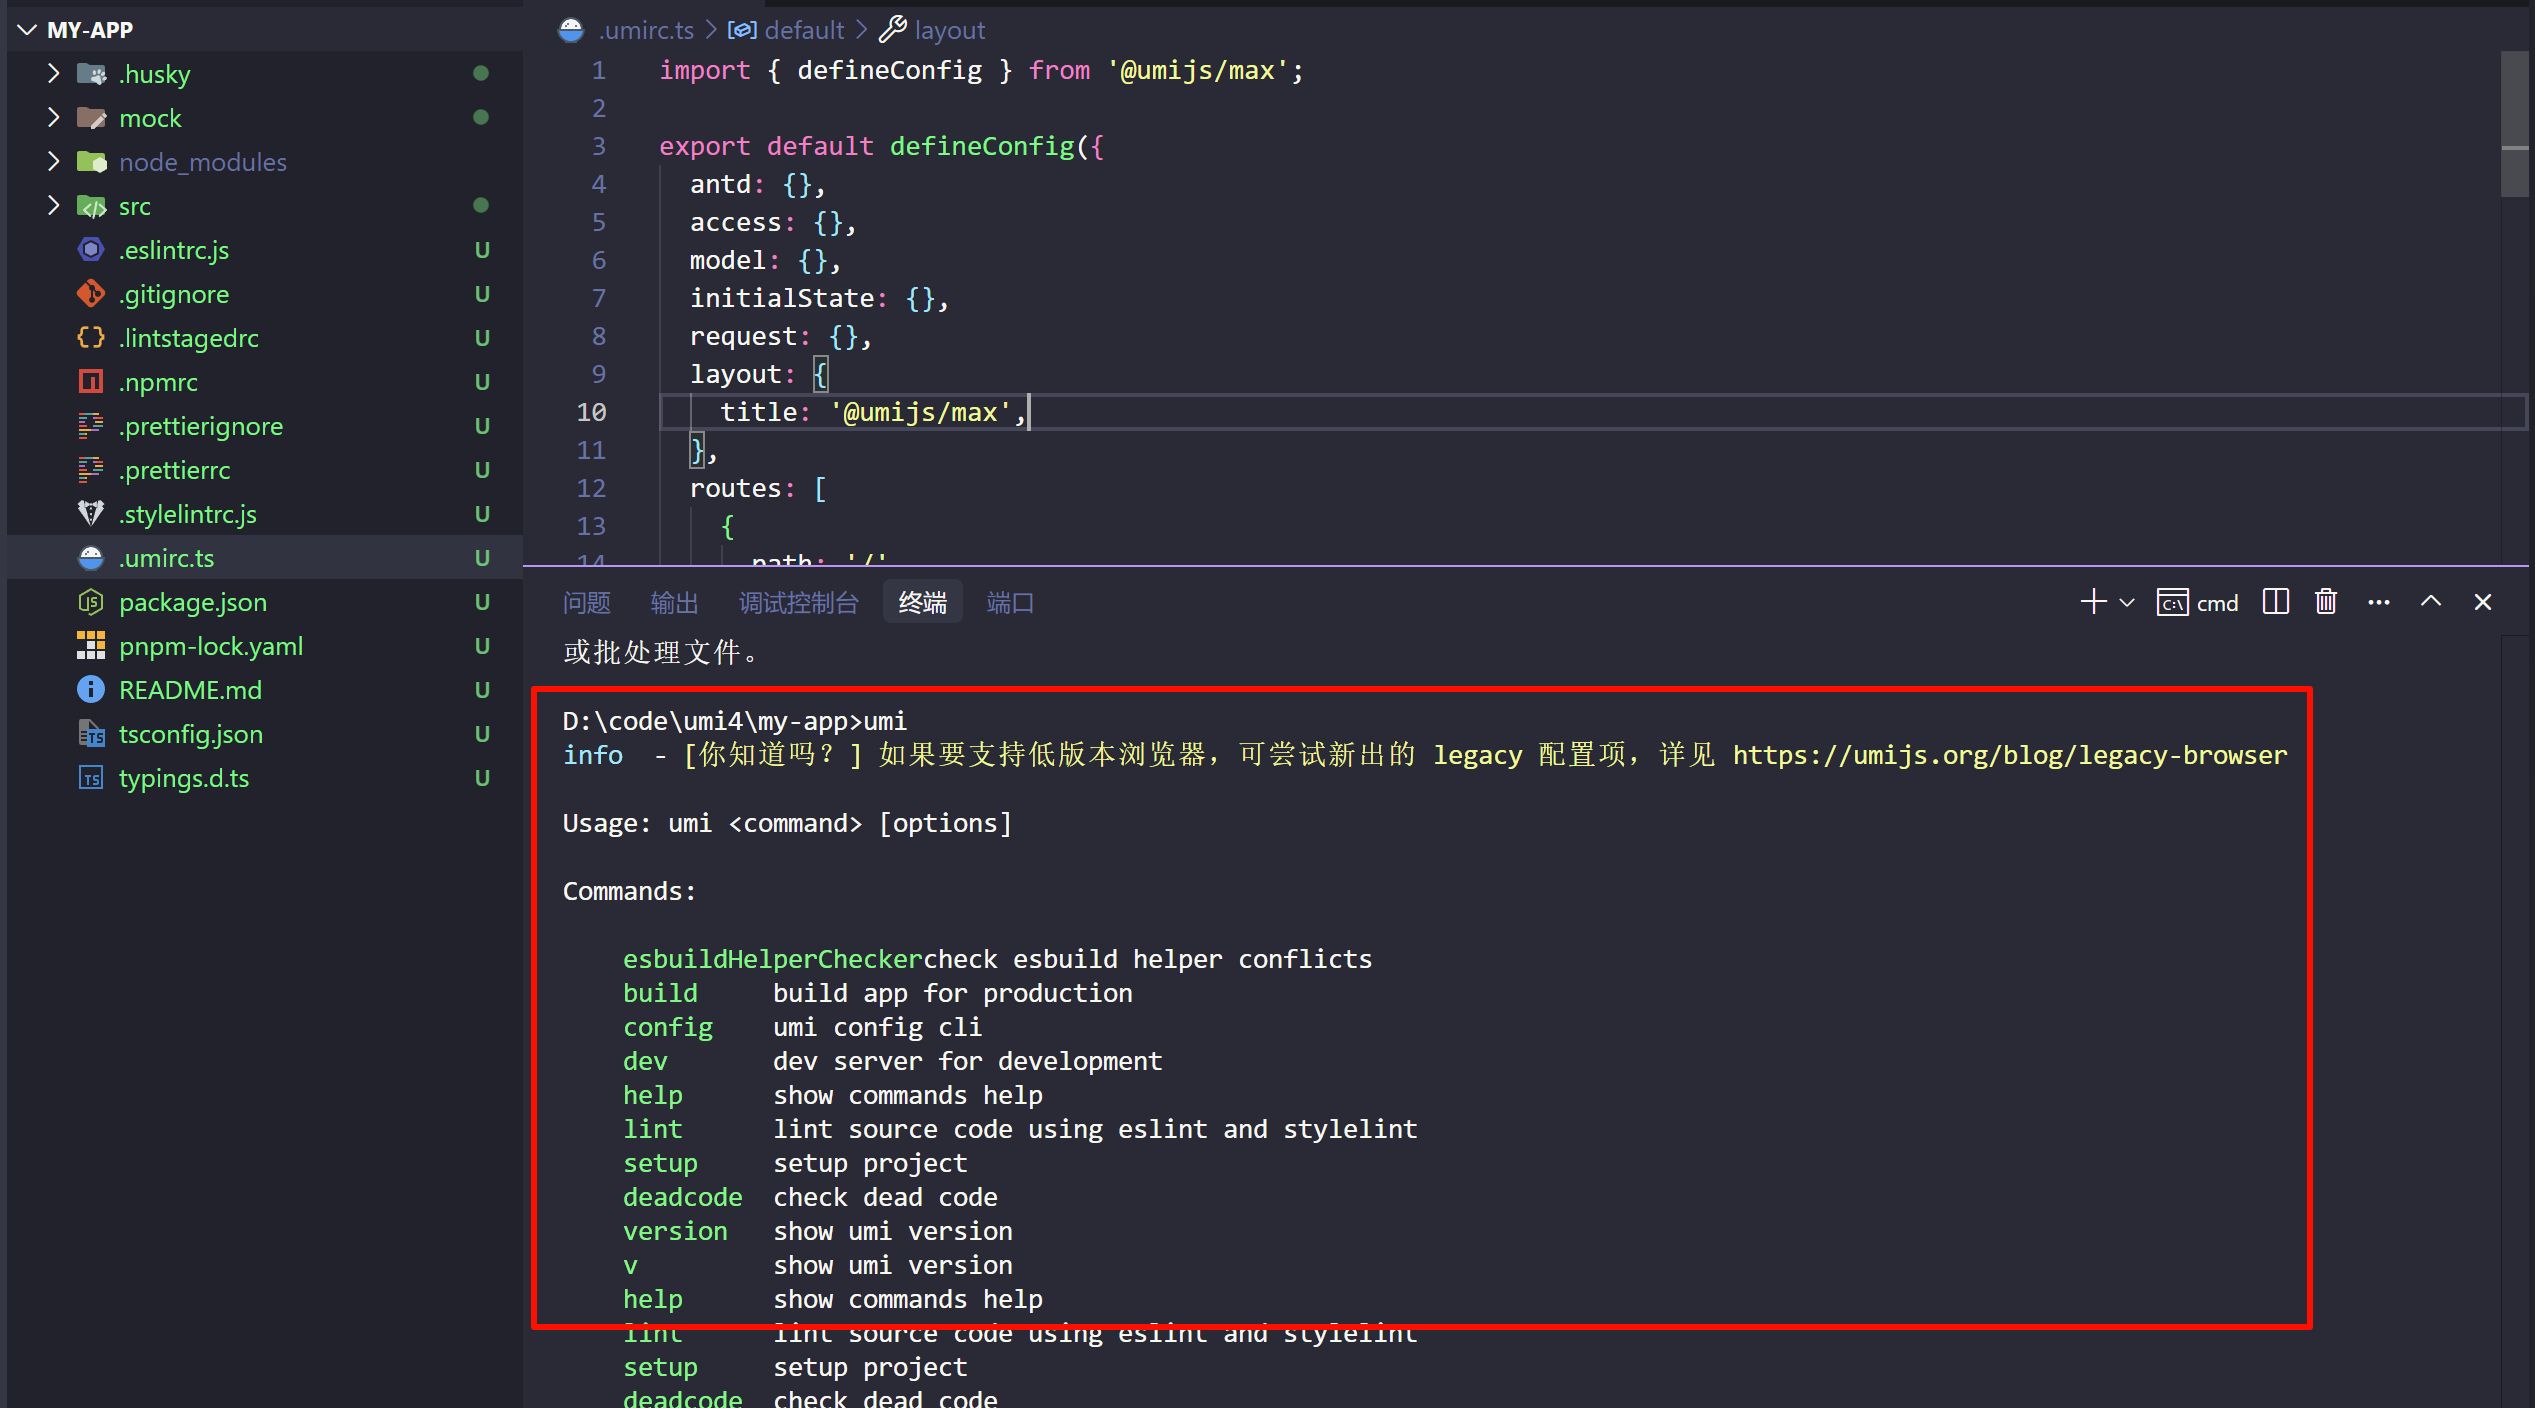 MY-APP
.husky
mock
node_modules
src
.eslintrc.js U
.gitignore U
.lintstagedrc U
.npmrc U
.prettierignore U
.prettierrc U
.stylelintrc.js U
.umirc.ts U
package.json U
pnpm-lock.yaml U
README.md U
tsconfig.json U
typings.d.ts U
.umirc.ts > default > layout
1 import { defineConfig } from '@umijs/max';
2
3 export default defineConfig({
4 antd: {},
5 access: {},
6 model: {},
7 initialState: {},
8 request: {},
9 layout: {
10 title: '@umijs/max',
11 },
12 routes: [
13 {
14 path: '/'
问题 输出 调试控制台 终端 端口 cmd
或批处理文件。
D:\code\umi4\my-app>umi
info  - [你知道吗？] 如果要支持低版本浏览器，可尝试新出的 legacy 配置项，详见 https://umijs.org/blog/legacy-browser
Usage: umi <command> [options]
Commands:
esbuildHelperCheckercheck esbuild helper conflicts
build     build app for production
config    umi config cli
dev       dev server for development
help      show commands help
lint      lint source code using eslint and stylelint
setup     setup project
deadcode  check dead code
version   show umi version
v         show umi version
help      show commands help
lint      lint source code using eslint and stylelint
setup     setup project
deadcode  check dead code